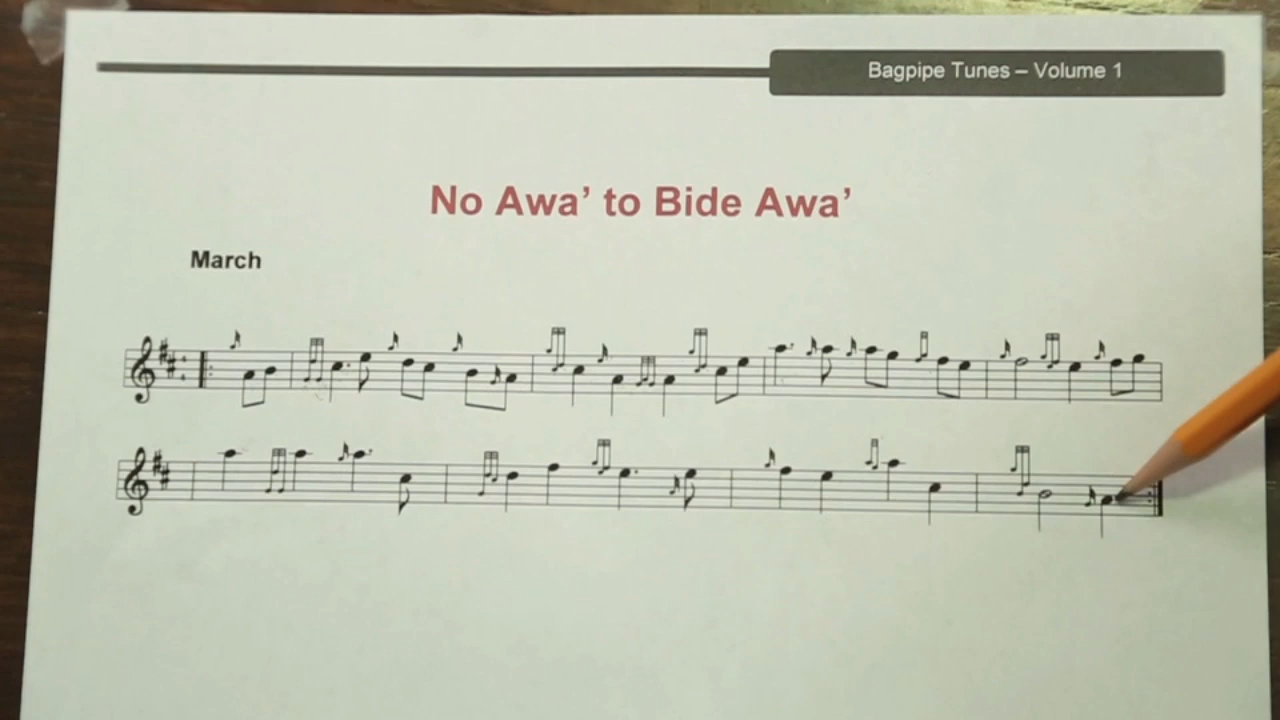 Bagpipe Tunes – Volume 1
No Awa’ to Bide Awa’
March